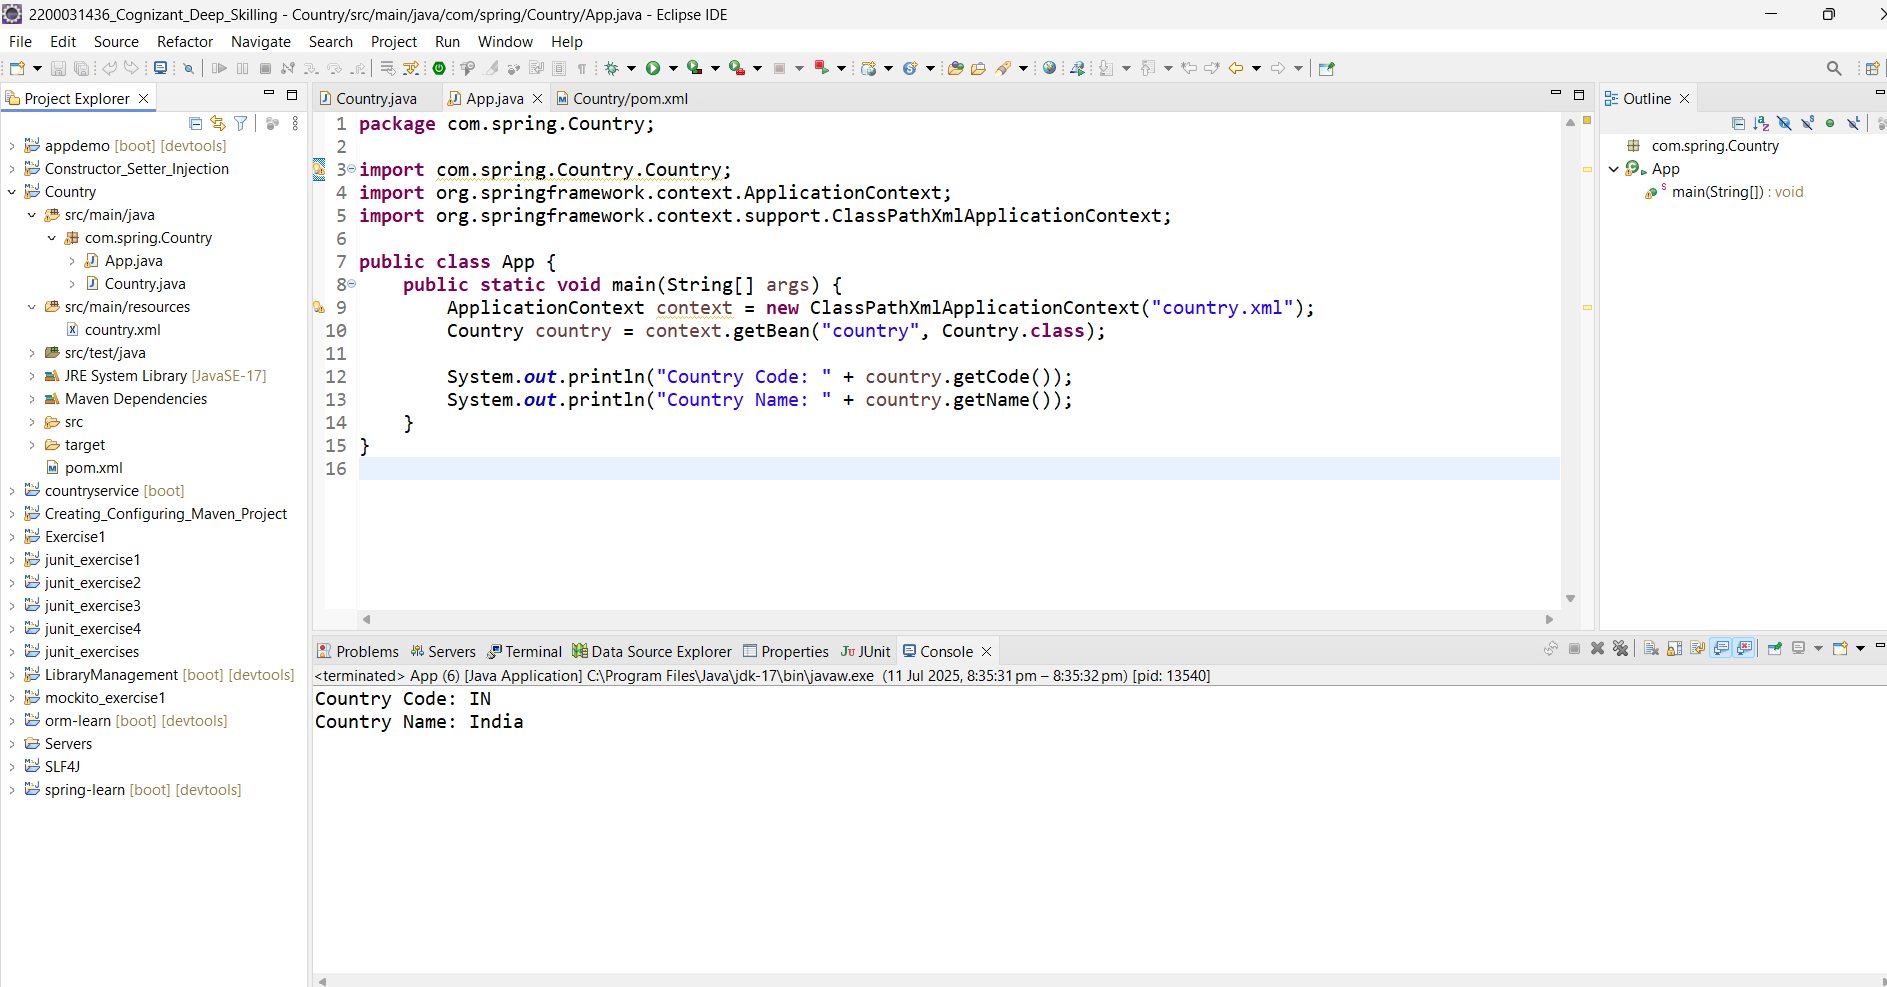 2200031436_Cognizant_Deep_Skilling - Country/src/main/java/com/spring/Country/App.java - Eclipse IDE
File Edit Source Refactor Navigate Search Project Run Window Help
Project Explorer
appdemo [boot] [devtools]
Constructor_Setter_Injection
Country
src/main/java
com.spring.Country
App.java
Country.java
src/main/resources
country.xml
src/test/java
JRE System Library [JavaSE-17]
Maven Dependencies
src
target
pom.xml
countryservice [boot]
Creating_Configuring_Maven_Project
Exercise1
junit_exercise1
junit_exercise2
junit_exercise3
junit_exercise4
junit_exercises
LibraryManagement [boot] [devtools]
mockito_exercise1
orm-learn [boot] [devtools]
Servers
SLF4J
spring-learn [boot] [devtools]
Country.java App.java Country/pom.xml
1 package com.spring.Country;
2
3 import com.spring.Country.Country;
4 import org.springframework.context.ApplicationContext;
5 import org.springframework.context.support.ClassPathXmlApplicationContext;
6
7 public class App {
8     public static void main(String[] args) {
9         ApplicationContext context = new ClassPathXmlApplicationContext("country.xml");
10         Country country = context.getBean("country", Country.class);
11
12         System.out.println("Country Code: " + country.getCode());
13         System.out.println("Country Name: " + country.getName());
14     }
15 }
16
Outline
com.spring.Country
App
main(String[]) : void
Problems Servers Terminal Data Source Explorer Properties JUnit Console
<terminated> App (6) [Java Application] C:\Program Files\Java\jdk-17\bin\javaw.exe (11 Jul 2025, 8:35:31 pm – 8:35:32 pm) [pid: 13540]
Country Code: IN
Country Name: India